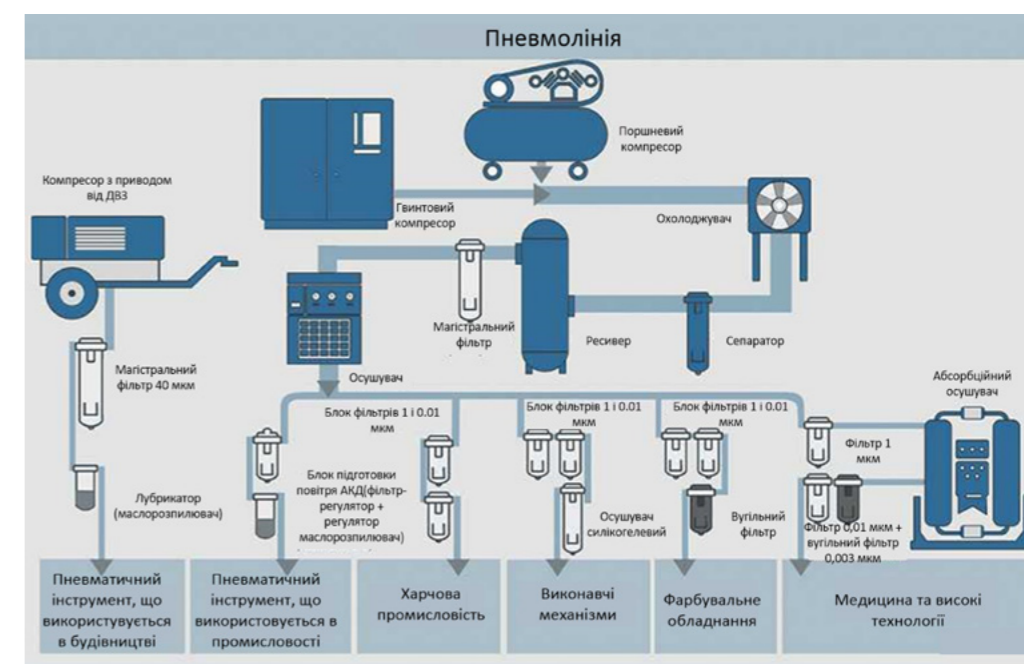 Пневмолінія
Поршневий
компресор
Компресор з приводом
від ДВЗ
Гвинтовий
компресор
Охолоджувач
Магістральний
фільтр
Ресивер
Сепаратор
Магістральний
фільтр 40 мкм
Осушувач
Абсорбційний
осушувач
Блок фільтрів 1 і 0.01
мкм
Блок фільтрів 1 і 0.01
мкм
Блок фільтрів 1 і 0.01
мкм
Фільтр 1
мкм
Лубрикатор
(маслорозпилювач)
Блок підготовки
повітря АКД(фільтр-
регулятор +
регулятор
маслорозпилювач)
Осушувач
силікогелевий
Вугільний
фільтр
Фільтр 0,01 мкм +
вугільний фільтр
0,003 мкм
Пневматичний
інструмент, що
використувується
в будівництві
Пневматичний
інструмент, що
використовується в
промисловості
Харчова
промисловість
Виконавчі
механізми
Фарбувальне
обладнання
Медицина та високі
технології